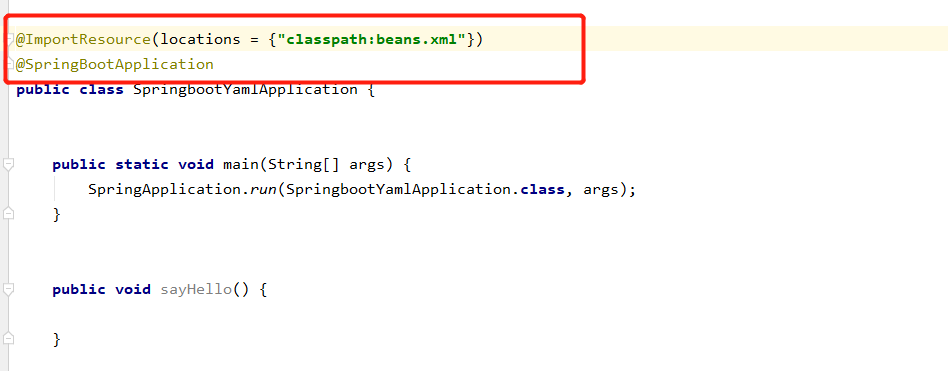 @ImportResource(locations = {"classpath:beans.xml"})
@SpringBootApplication
public class SpringbootYamlApplication {
public static void main(String[] args) {
SpringApplication.run(SpringbootYamlApplication.class, args);
}
public void sayHello() {
}